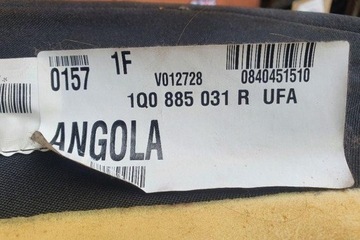 1F
0157 V012728 0840451510
1Q0 885 031 R UFA
ANGOLA